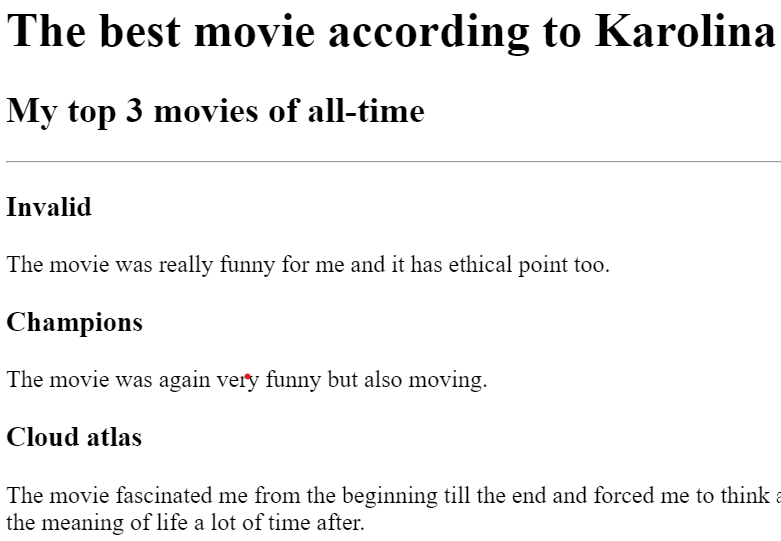 The best movie according to Karolina
My top 3 movies of all-time
Invalid
The movie was really funny for me and it has ethical point too.
Champions
The movie was again very funny but also moving.
Cloud atlas
The movie fascinated me from the beginning till the end and forced me to think
the meaning of life a lot of time after.